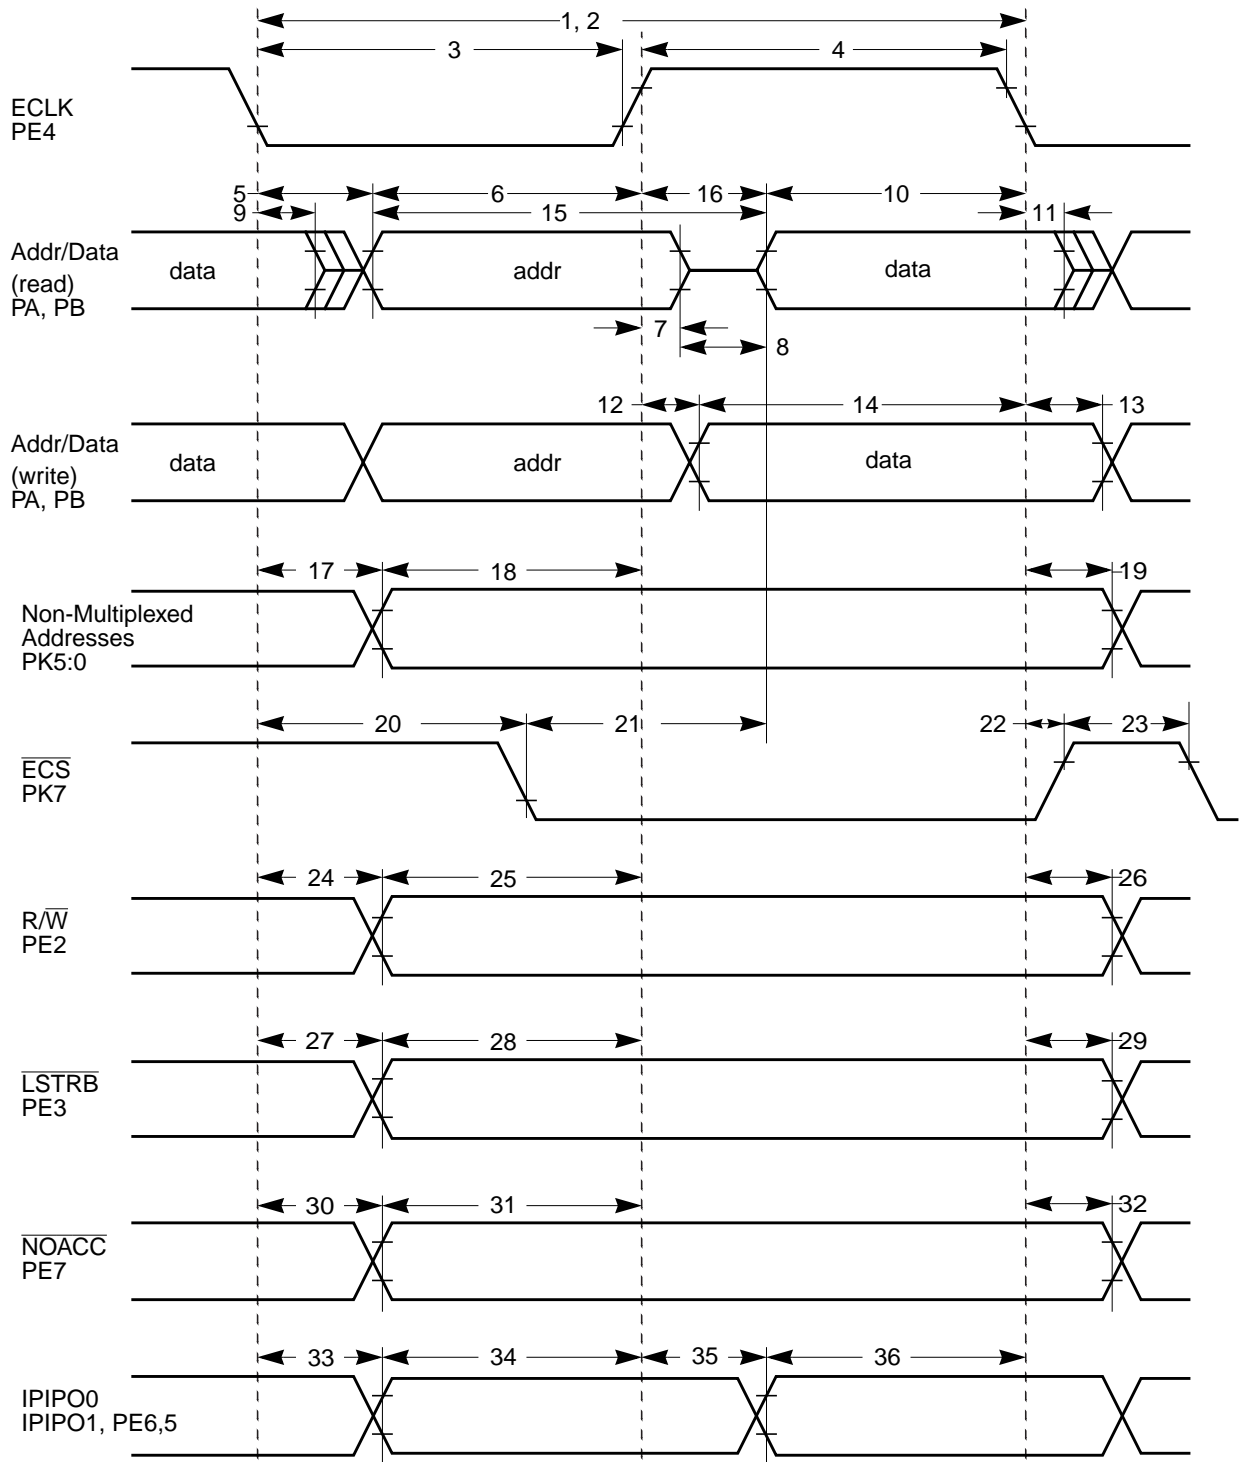 1, 2
3
4
ECLK
PE4
5
6
16
10
9
15
11
Addr/Data
(read)
PA, PB
data
addr
data
7
8
12
14
13
Addr/Data
(write)
PA, PB
data
addr
data
17
18
19
Non-Multiplexed
Addresses
PK5:0
20
21
22
23
ECS
PK7
24
25
26
R/W
PE2
27
28
29
LSTRB
PE3
30
31
32
NOACC
PE7
33
34
35
36
IPIPO0
IPIPO1, PE6,5